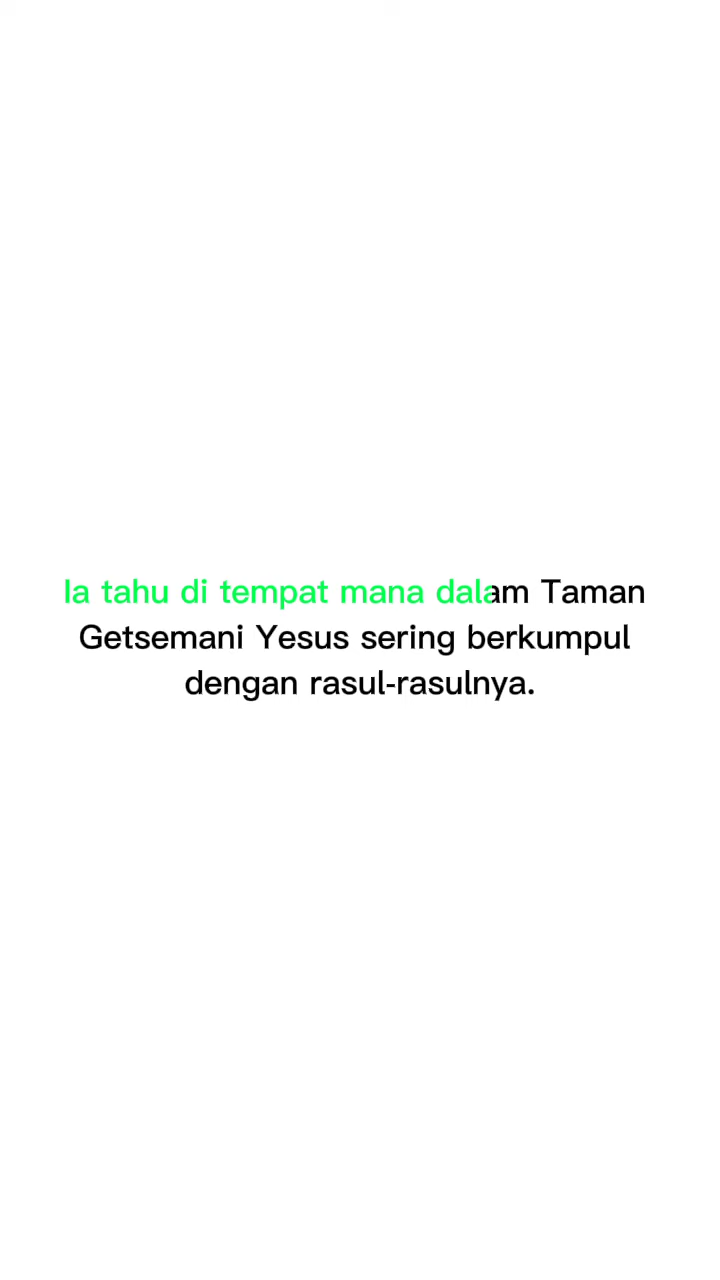 Ia tahu di tempat mana dalam Taman
Getsemani Yesus sering berkumpul
dengan rasul-rasulnya.